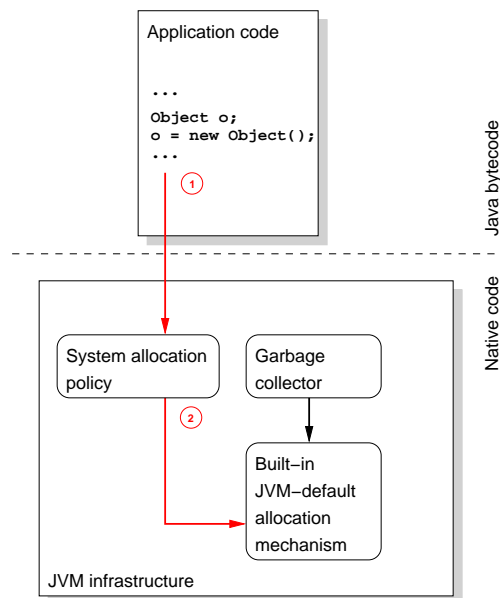 Application code
...
Object o;
o = new Object();
...
1
Java bytecode
Native code
System allocation
policy
Garbage
collector
2
Built−in
JVM−default
allocation
mechanism
JVM infrastructure